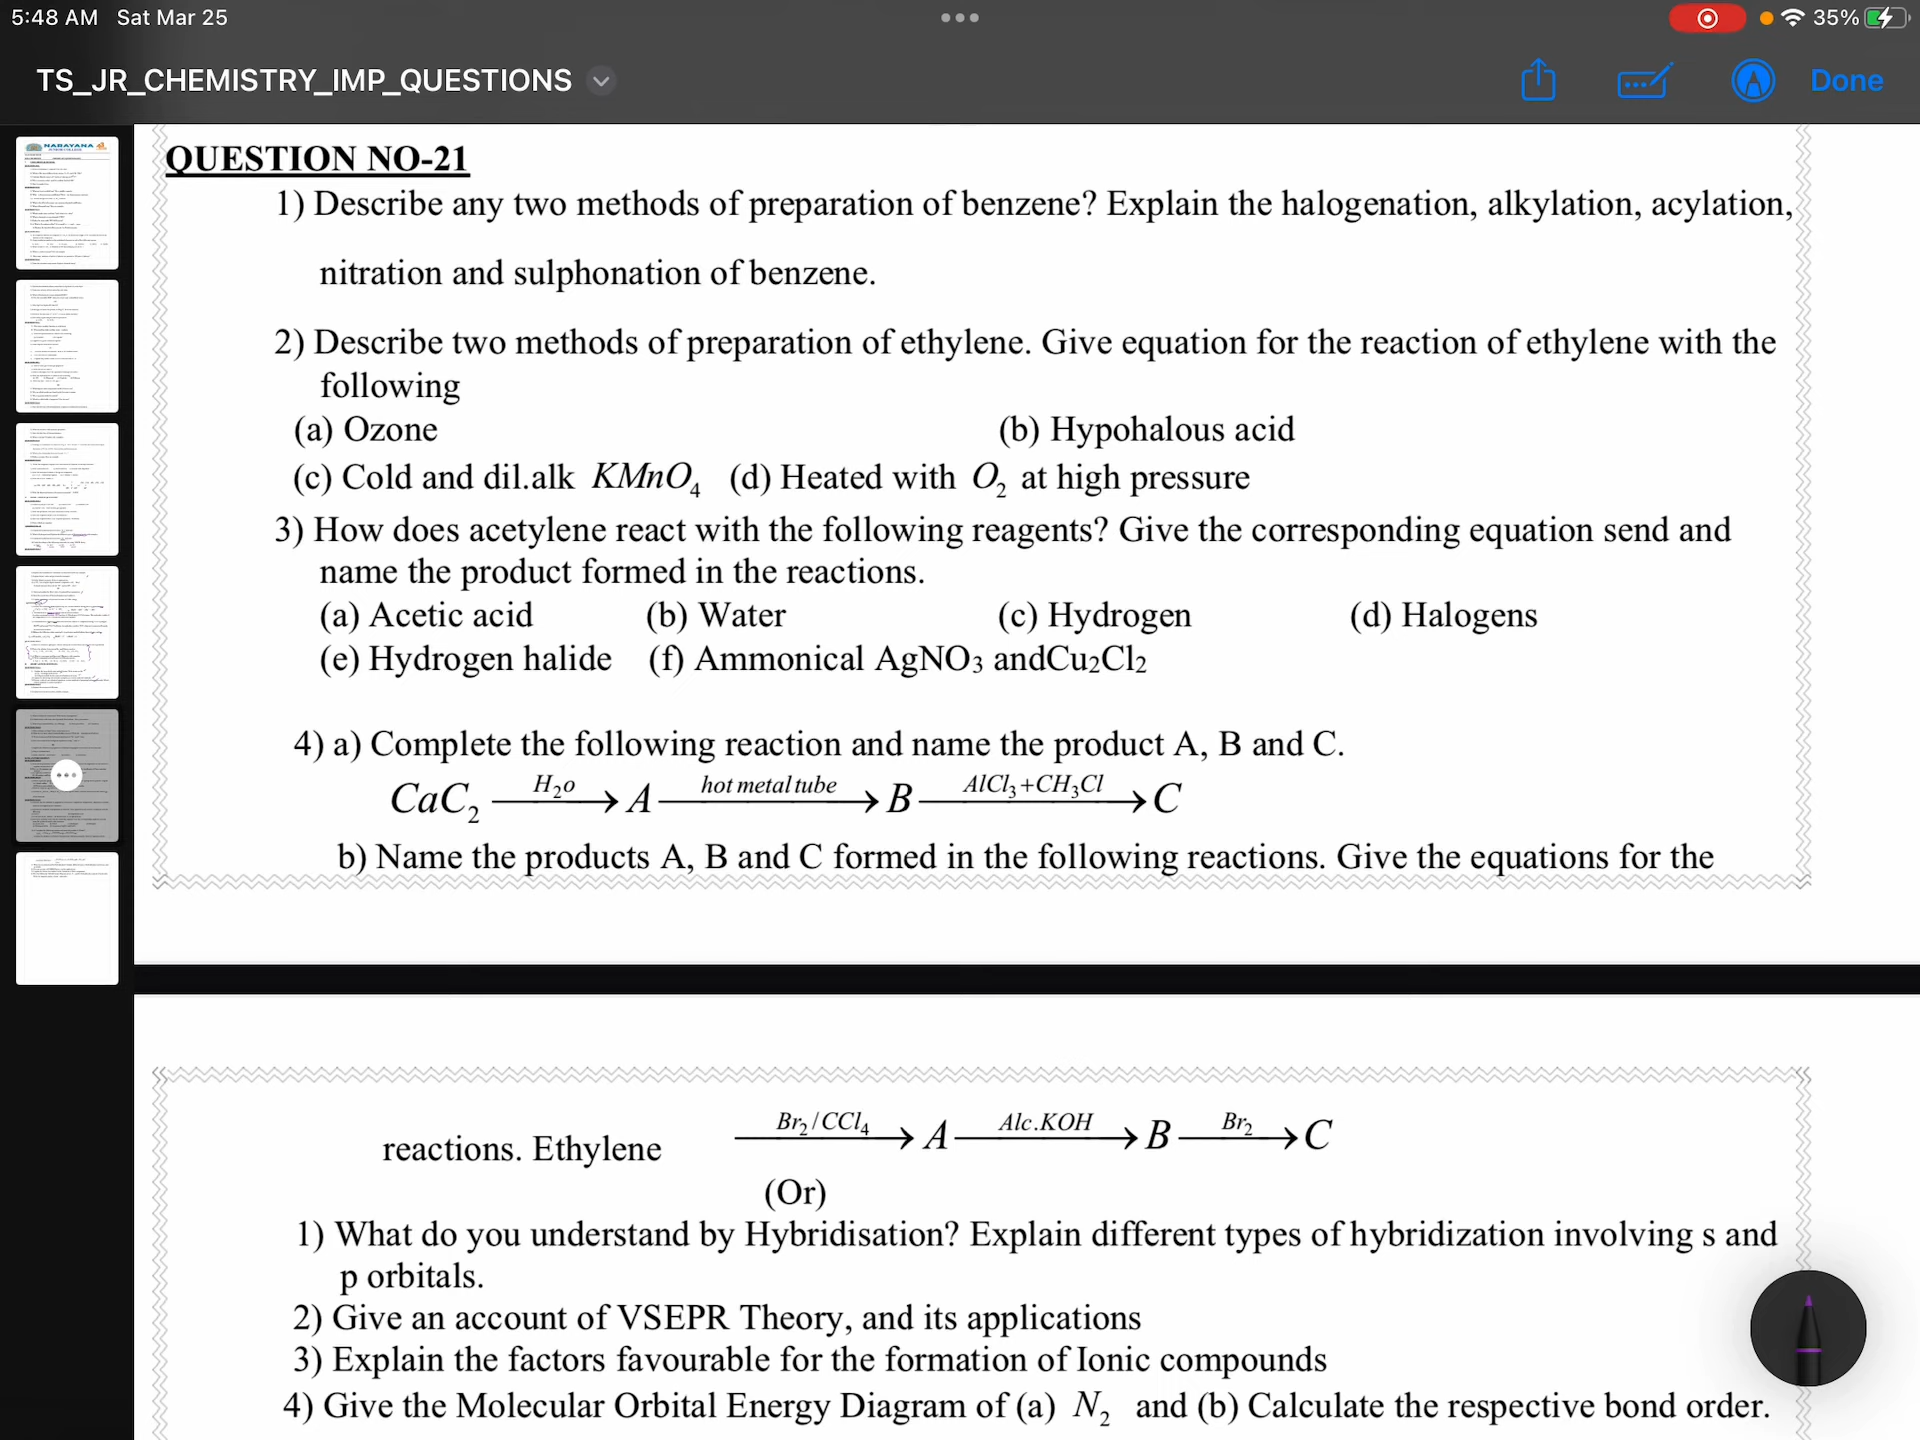 5:48 AM Sat Mar 25
35%
TS_JR_CHEMISTRY_IMP_QUESTIONS
Done
NARAYANA
QUESTION NO-21
1) Describe any two methods of preparation of benzene? Explain the halogenation, alkylation, acylation,
nitration and sulphonation of benzene.
2) Describe two methods of preparation of ethylene. Give equation for the reaction of ethylene with the
following
(a) Ozone (b) Hypohalous acid
(c) Cold and dil.alk KMnO₄ (d) Heated with O₂ at high pressure
3) How does acetylene react with the following reagents? Give the corresponding equation send and
name the product formed in the reactions.
(a) Acetic acid (b) Water (c) Hydrogen (d) Halogens
(e) Hydrogen halide (f) Ammonical AgNO3 andCu2Cl2
4) a) Complete the following reaction and name the product A, B and C.
CaC₂ —H₂o→ A —hot metal tube→ B —AlCl₃+CH₃Cl→ C
b) Name the products A, B and C formed in the following reactions. Give the equations for the
reactions. Ethylene —Br₂/CCl₄→ A —Alc.KOH→ B —Br₂→ C
(Or)
1) What do you understand by Hybridisation? Explain different types of hybridization involving s and
p orbitals.
2) Give an account of VSEPR Theory, and its applications
3) Explain the factors favourable for the formation of Ionic compounds
4) Give the Molecular Orbital Energy Diagram of (a) N₂ and (b) Calculate the respective bond order.